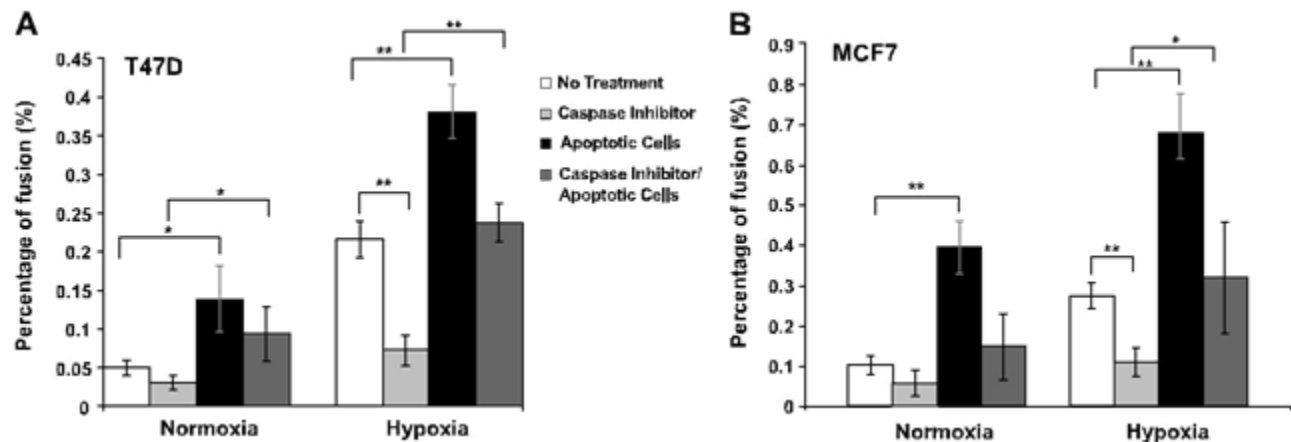 A
T47D
Percentage of fusion (%)
0.5
0.45
0.4
0.35
0.3
0.25
0.2
0.15
0.1
0.05
0
*
*
**
**
**
Normoxia
Hypoxia
No Treatment
Caspase Inhibitor
Apoptotic Cells
Caspase Inhibitor/
Apoptotic Cells
B
MCF7
Percentage of fusion (%)
0.9
0.8
0.7
0.6
0.5
0.4
0.3
0.2
0.1
0
**
**
**
*
Normoxia
Hypoxia